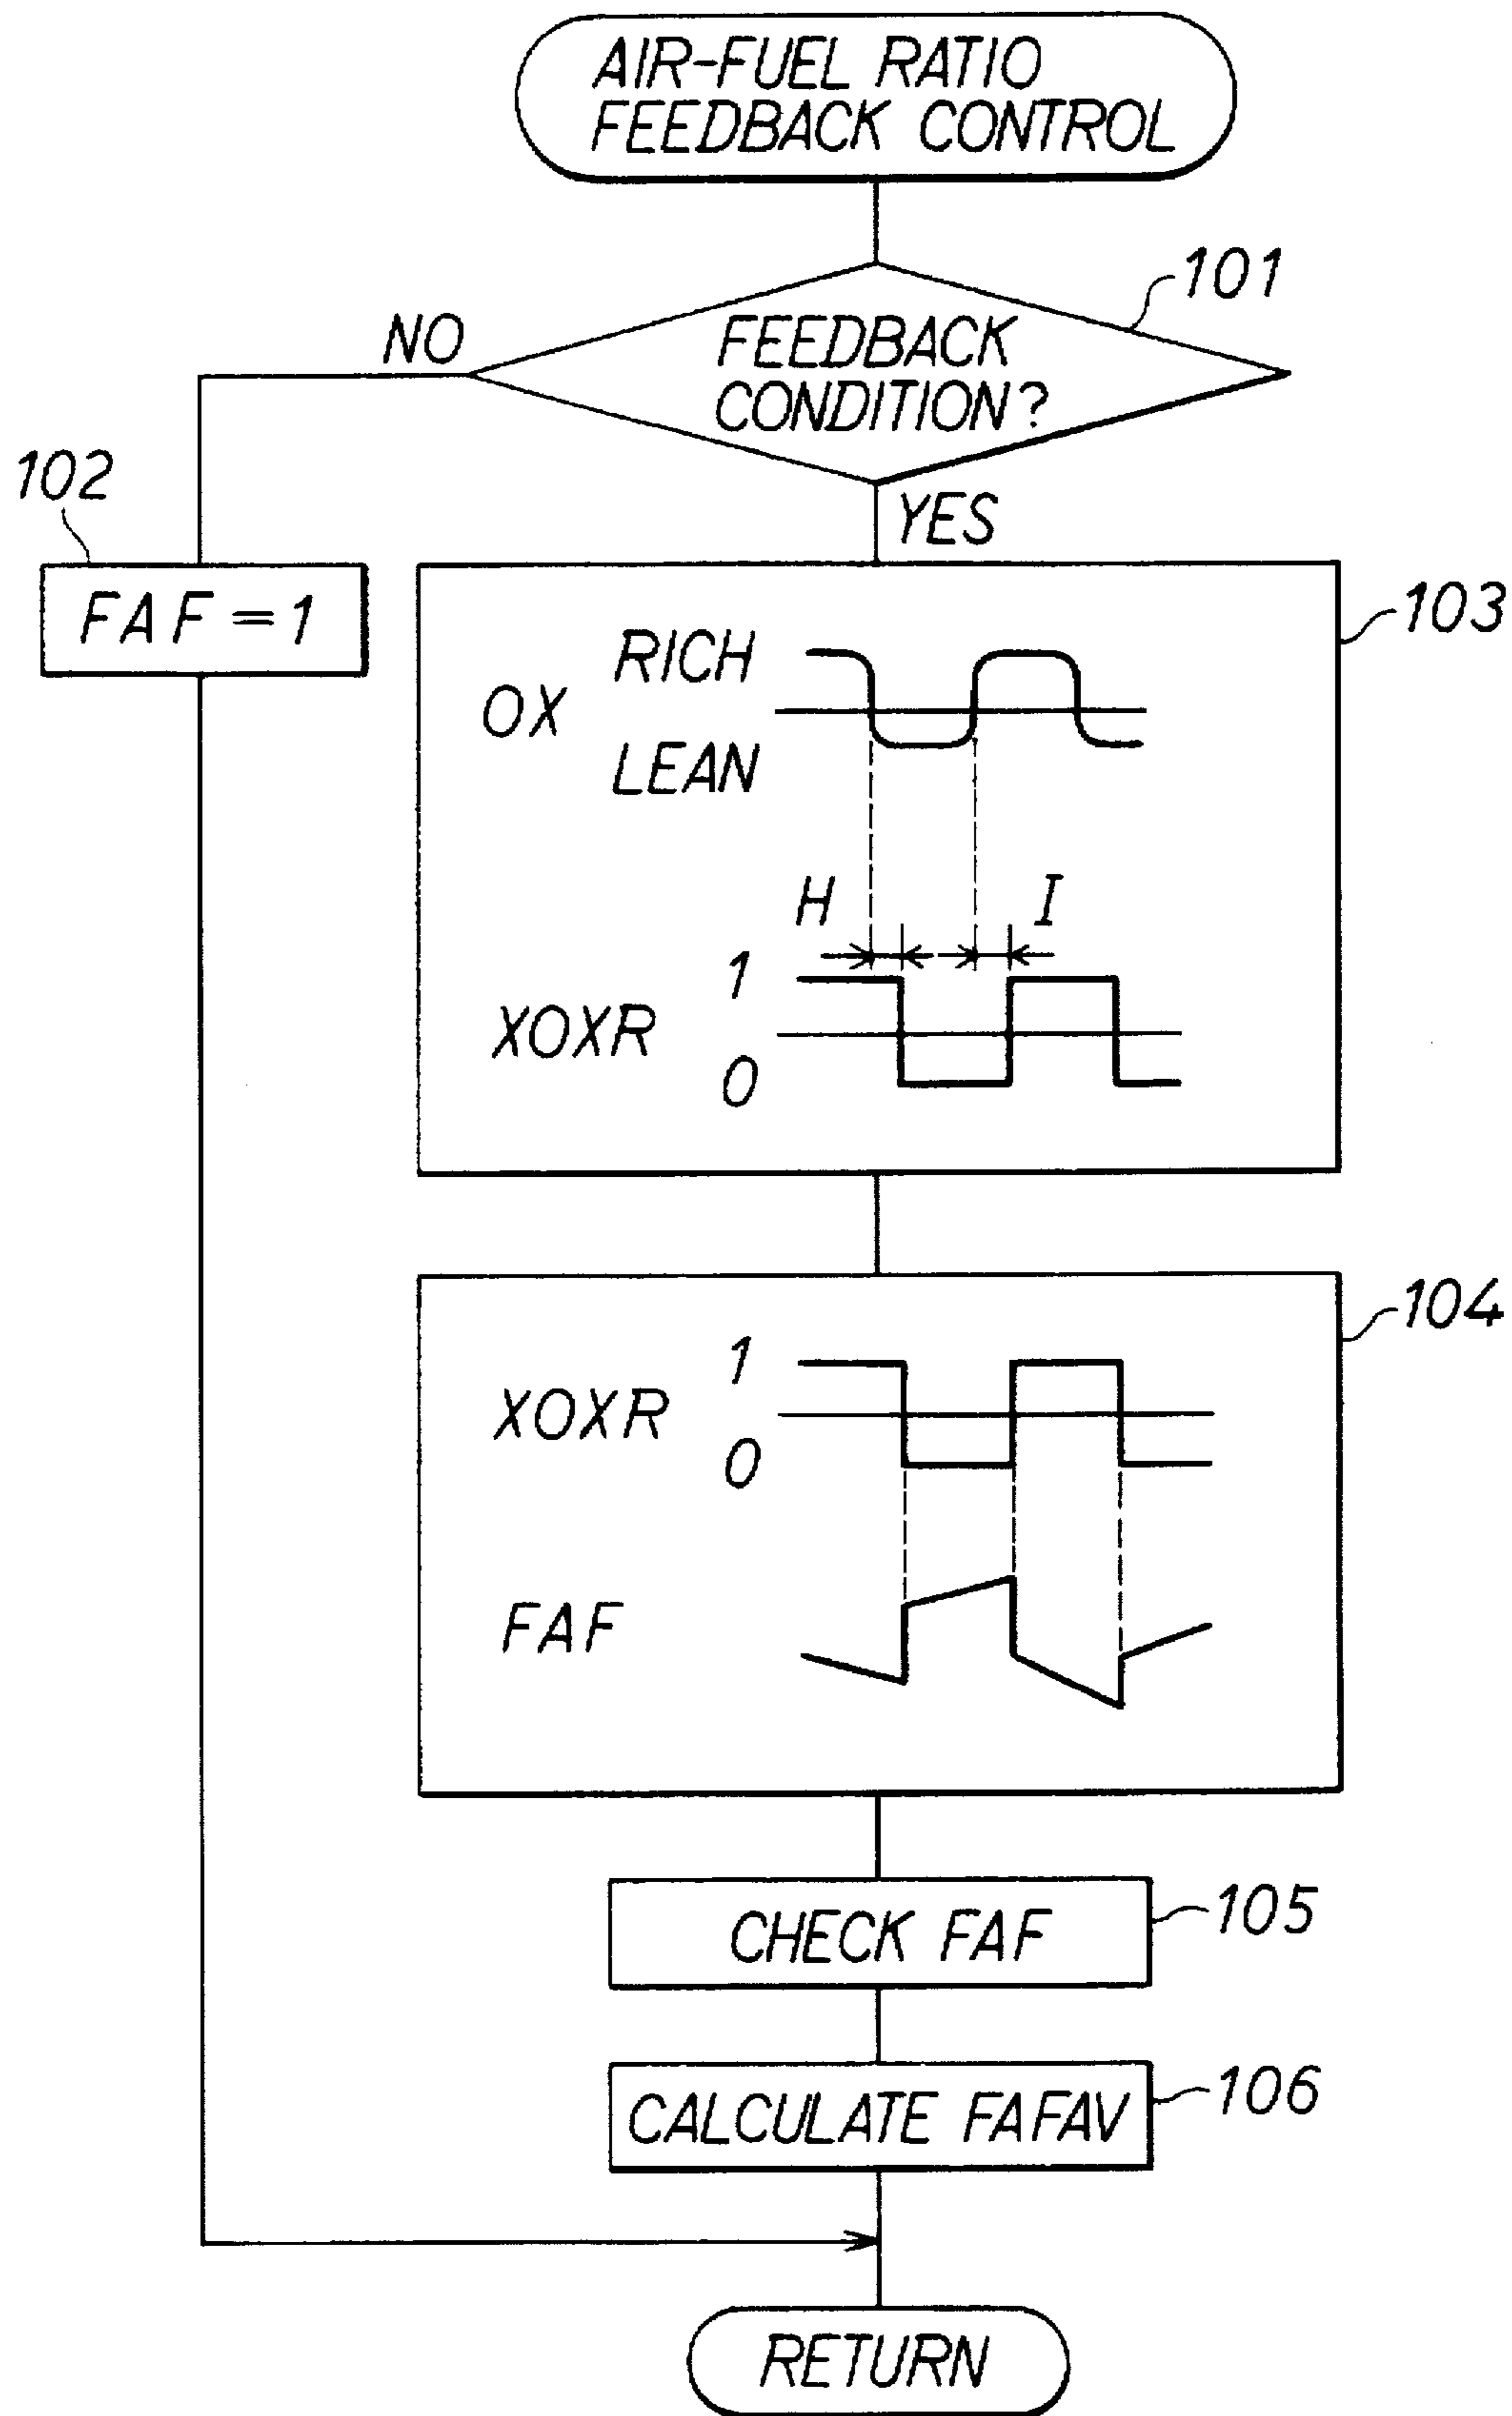 AIR-FUEL RATIO
FEEDBACK CONTROL
101
NO
FEEDBACK
CONDITION?
102
YES
FAF = 1
103
RICH
OX
LEAN
H
I
1
XOXR
0
104
1
XOXR
0
FAF
CHECK FAF
105
CALCULATE FAFAV
106
RETURN